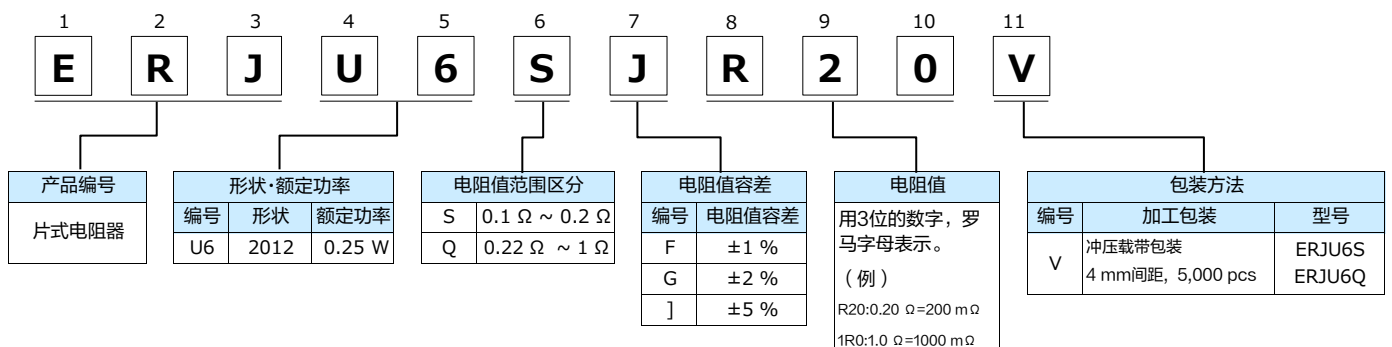 1 2 3 4 5 6 7 8 9 10 11
E R J U 6 S J R 2 0 V
产品编号
片式电阻器
形状·额定功率
编号 形状 额定功率
U6 2012 0.25 W
电阻值范围区分
S 0.1 Ω ~ 0.2 Ω
Q 0.22 Ω ~ 1 Ω
电阻值容差
编号 电阻值容差
F ±1 %
G ±2 %
] ±5 %
电阻值
用3位的数字，罗
马字母表示。
（例）
R20:0.20 Ω=200 mΩ
1R0:1.0 Ω=1000 mΩ
包装方法
编号 加工包装 型号
V 冲压载带包装 ERJU6S
4 mm间距, 5,000 pcs ERJU6Q